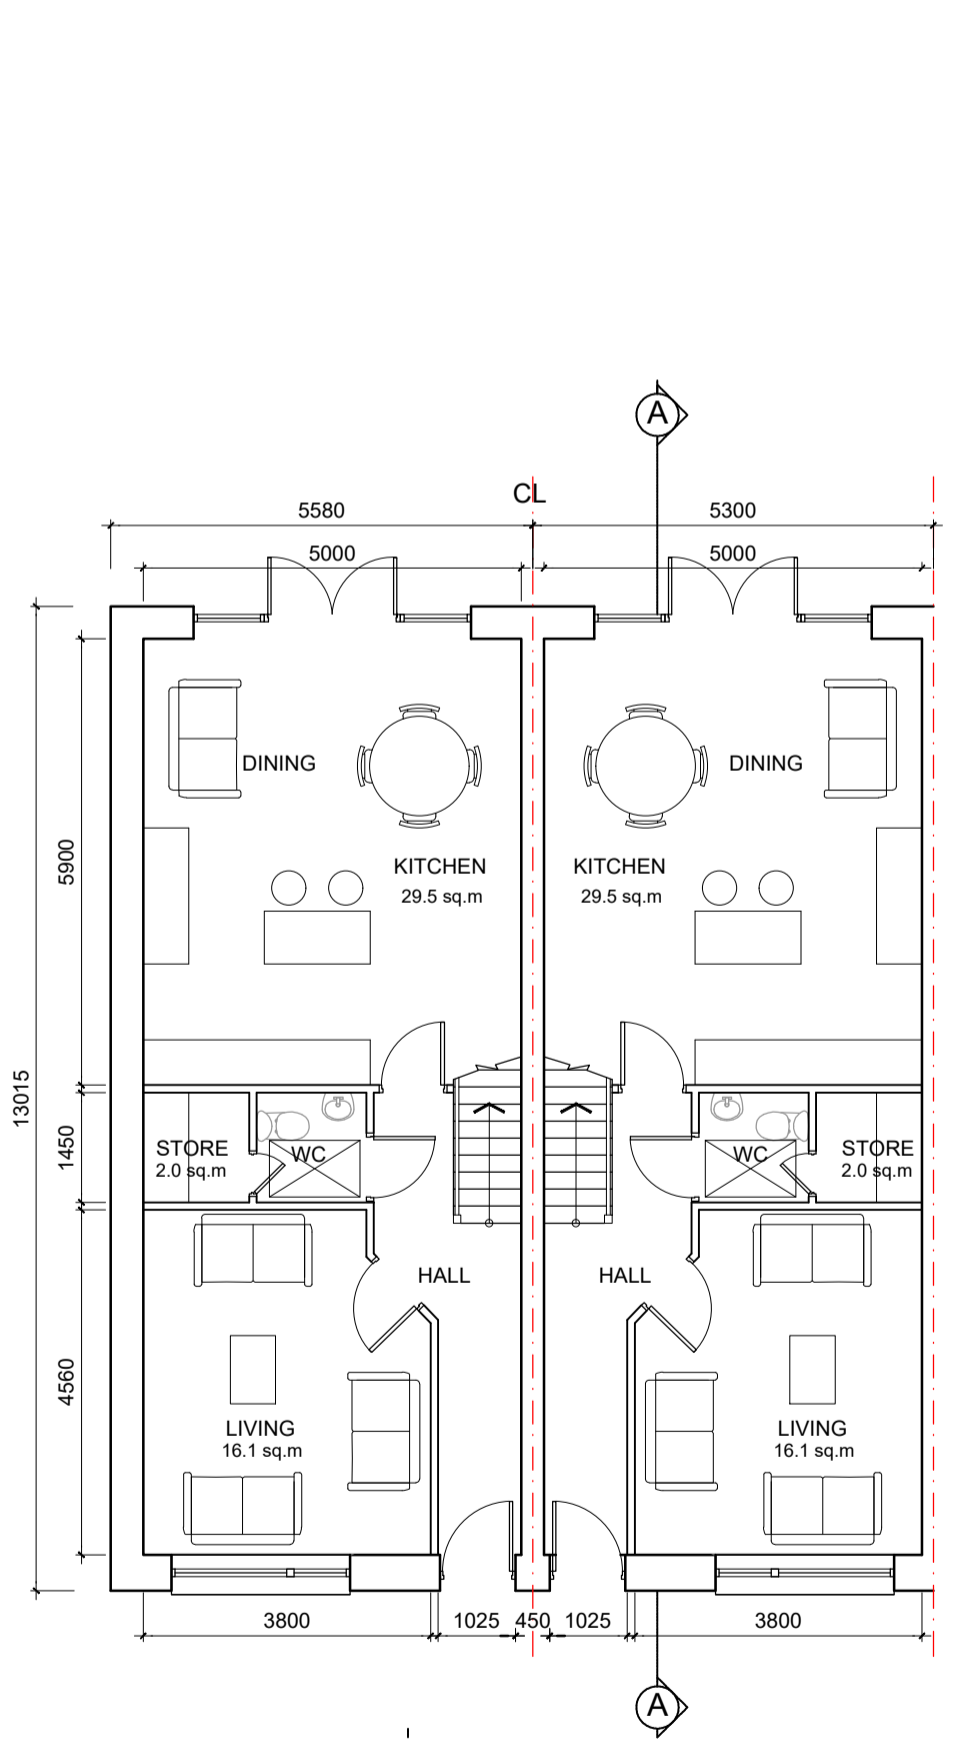 A
CL
5580
5300
5000
5000
DINING
DINING
KITCHEN
29.5 sq.m
KITCHEN
29.5 sq.m
5900
13015
1450
STORE
2.0 sq.m
WC
WC
STORE
2.0 sq.m
HALL
HALL
4560
LIVING
16.1 sq.m
LIVING
16.1 sq.m
3800
1025
450
1025
3800
A